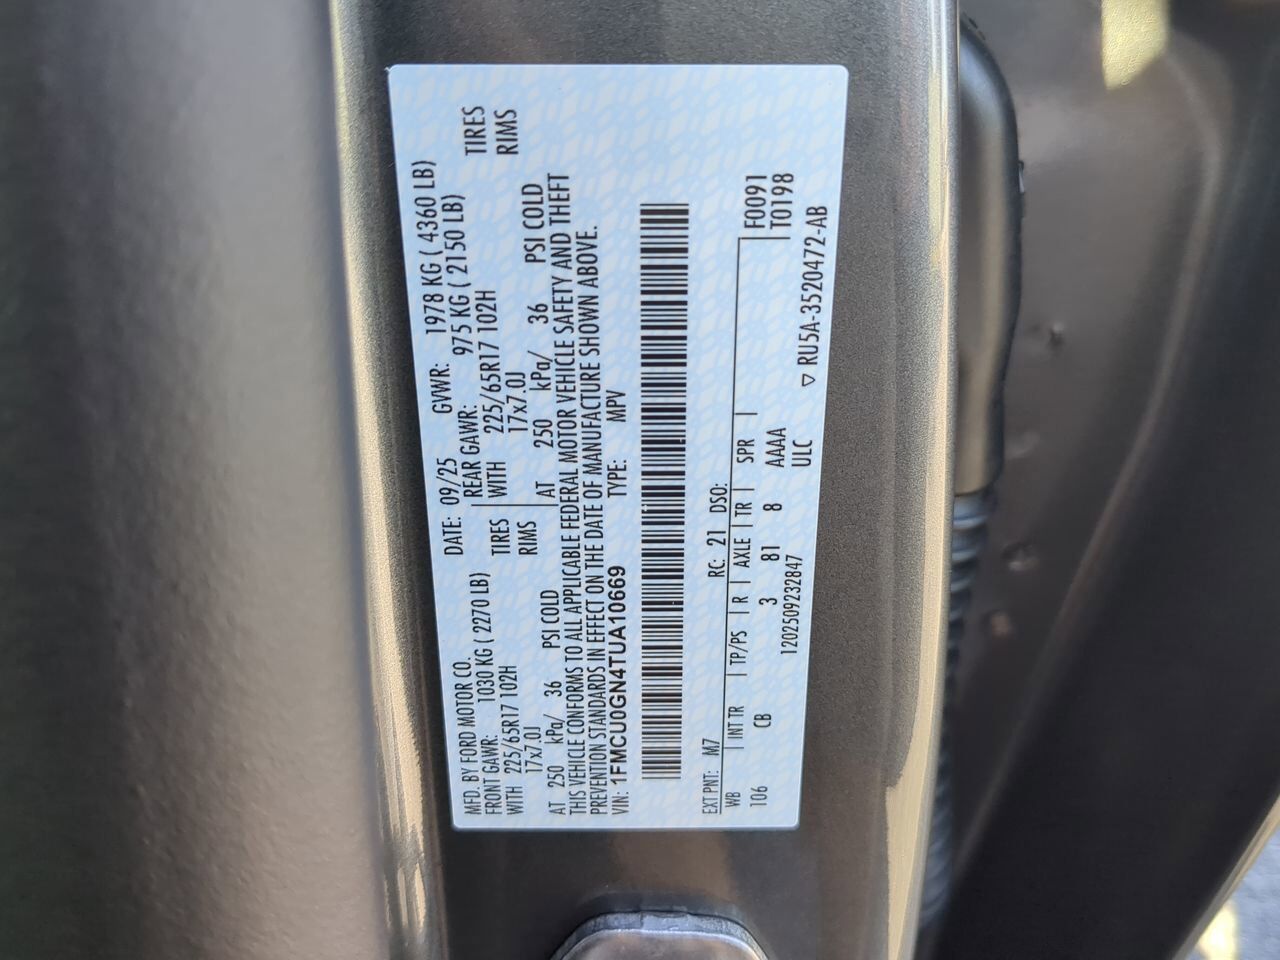 MFD. BY FORD MOTOR CO.
DATE: 09/25 GVWR: 1978 KG ( 4360 LB)
FRONT GAWR: 1030 KG ( 2270 LB) REAR GAWR: 975 KG ( 2150 LB)
WITH 225/65R17 102H TIRES WITH 225/65R17 102H TIRES
17x7.0J RIMS 17x7.0J RIMS
AT 250 kPa/ 36 PSI COLD AT 250 kPa/ 36 PSI COLD
THIS VEHICLE CONFORMS TO ALL APPLICABLE FEDERAL MOTOR VEHICLE SAFETY AND THEFT
PREVENTION STANDARDS IN EFFECT ON THE DATE OF MANUFACTURE SHOWN ABOVE.
VIN: 1FMCU0GN4TUA10669 TYPE: MPV
EXT PNT: M7 RC: 21 DSO:
F0091
WB INT TR TP/PS R AXLE TR SPR T0198
106 CB 3 81 8 AAAA
120250923284​7 ULC ▽ RU5A-3520472-AB